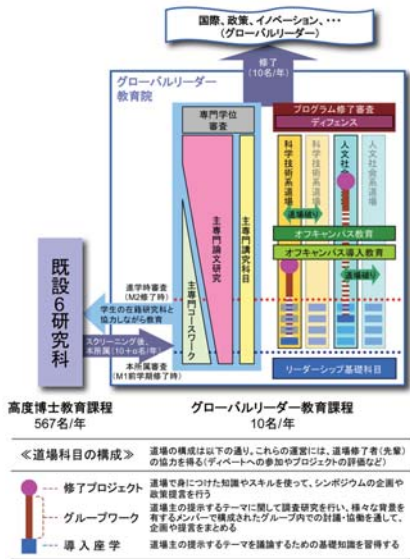 国際、政策、イノベーション、・・・
(グローバルリーダー)
修了
(10名/年)
グローバルリーダー
教育院
専門学位
審査
プログラム修了審査
ディフェンス
主専門コースワーク
主専門論文研究
主専門講究科目
科学技術系道場
科学技術系道場
人文社会
人文社会系道場
道場破り
オフキャンパス教育
オフキャンパス導入教育
道場破り
リーダーシップ基礎科目
既設6研究科
進学時審査
(M2修了時)
学生の在籍研究科と
協力しながら教育
スクリーニング後、
本所属(10+α名/年)
本所属審査
(M1前学期修了時)
高度博士教育課程
567名/年
グローバルリーダー教育課程
10名/年
≪道場科目の構成≫
道場の構成は以下の通り。これらの運営には、道場修了者(先輩)
の協力を得る(ディベートへの参加やプロジェクトの評価など)
修了プロジェクト
道場で身につけた知識やスキルを使って、シンポジウムの企画や
政策提言を行う
グループワーク
道場主の提示するテーマに関して調査研究を行い、様々な背景を
有するメンバーで構成されたグループ内での討議・協働を通して、
企画や提言をまとめる
導入座学
道場主の提示するテーマを議論するための基礎知識を習得する